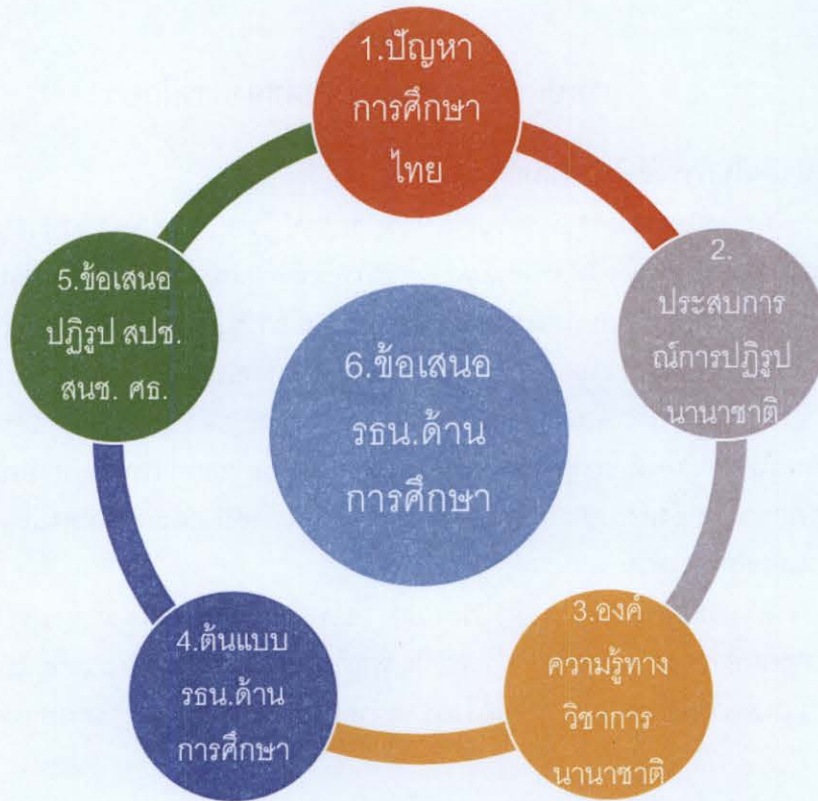 1.ปัญหา
การศึกษา
ไทย
2.
ประสบการ
ณ์การปฏิรูป
นานาชาติ
3.องค์
ความรู้ทาง
วิชาการ
นานาชาติ
4.ต้นแบบ
รธน.ด้าน
การศึกษา
5.ข้อเสนอ
ปฏิรูป สปช.
สนช. ศธ.
6.ข้อเสนอ
รธน.ด้าน
การศึกษา